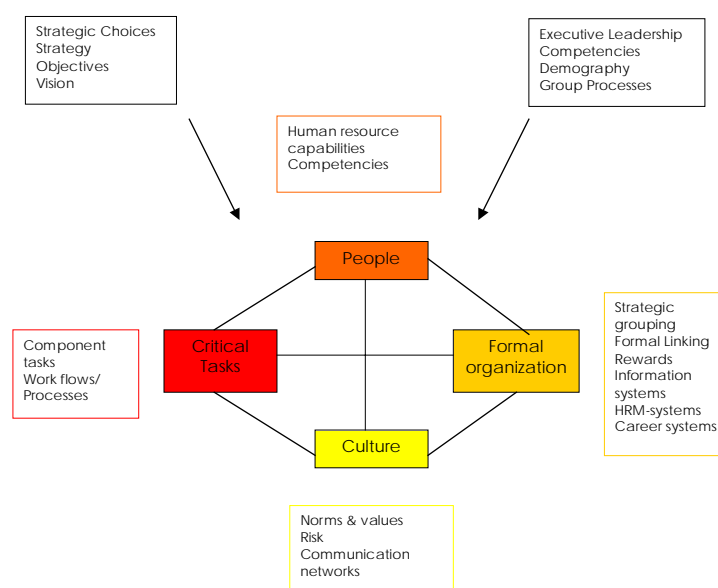 Strategic Choices
Strategy
Objectives
Vision
Executive Leadership
Competencies
Demography
Group Processes
Human resource
capabilities
Competencies
People
Component
tasks
Work flows/
Processes
Critical
Tasks
Formal
organization
Strategic
grouping
Formal Linking
Rewards
Information
systems
HRM-systems
Career systems
Culture
Norms & values
Risk
Communication
networks